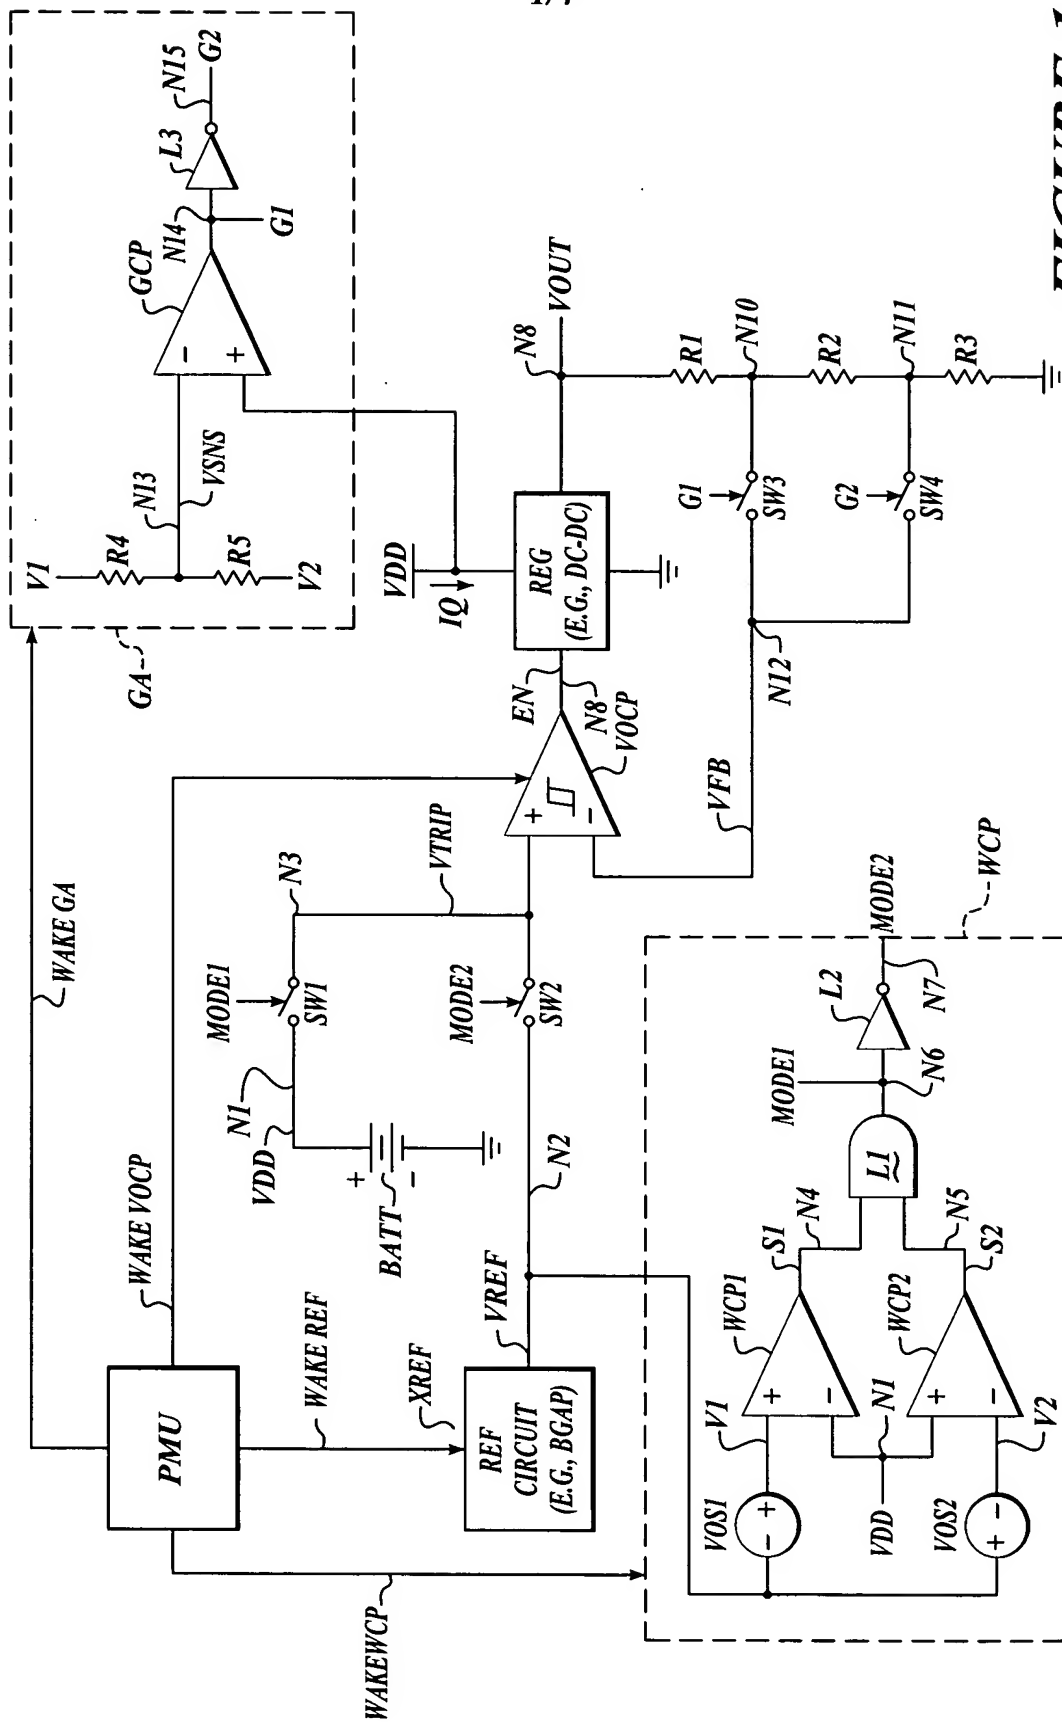 WAKE GA
V1
R4
N13
VSNS
R5
V2
GA
GCP
-
+
N14
G1
L3
N15
G2
PMU
WAKE VOCP
WAKE REF
WAKEWCP
XREF
REF
CIRCUIT
(E.G., BGAP)
VREF
N2
BATT
+
-
VDD
N1
MODE1
SW1
N3
VTRIP
MODE2
SW2
+
-
EN
N8
VOCP
VDD
IQ
REG
(E.G., DC-DC)
N8
VOUT
R1
N10
R2
N11
R3
G1
SW3
G2
SW4
N12
VFB
WCP
VOS1
- +
V1
+
-
WCP1
S1
N4
VDD
N1
VOS2
+ -
V2
+
-
WCP2
S2
N5
L1
MODE1
N6
L2
N7
MODE2